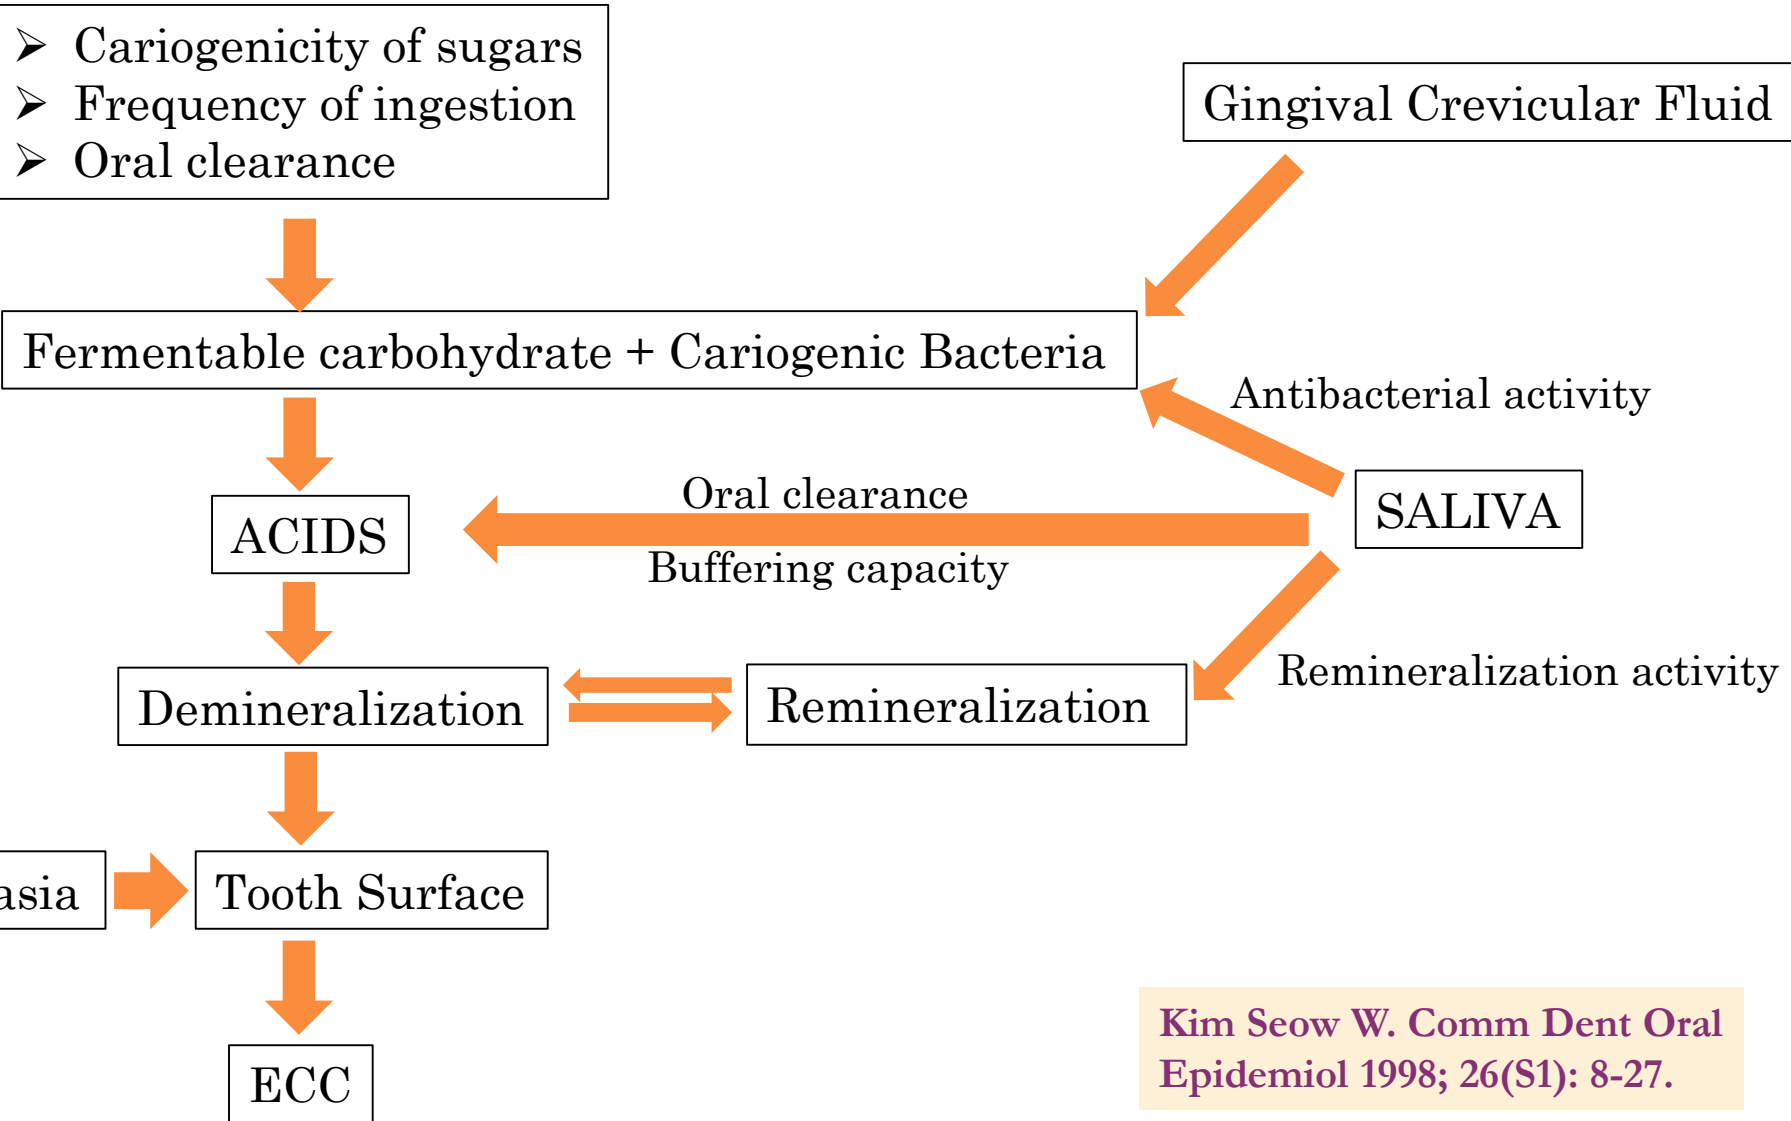 ➢ Cariogenicity of sugars
➢ Frequency of ingestion
➢ Oral clearance
Gingival Crevicular Fluid
Fermentable carbohydrate + Cariogenic Bacteria
Antibacterial activity
Oral clearance
SALIVA
ACIDS
Buffering capacity
Remineralization activity
Demineralization
Remineralization
asia
Tooth Surface
ECC
Kim Seow W. Comm Dent Oral
Epidemiol 1998; 26(S1): 8-27.